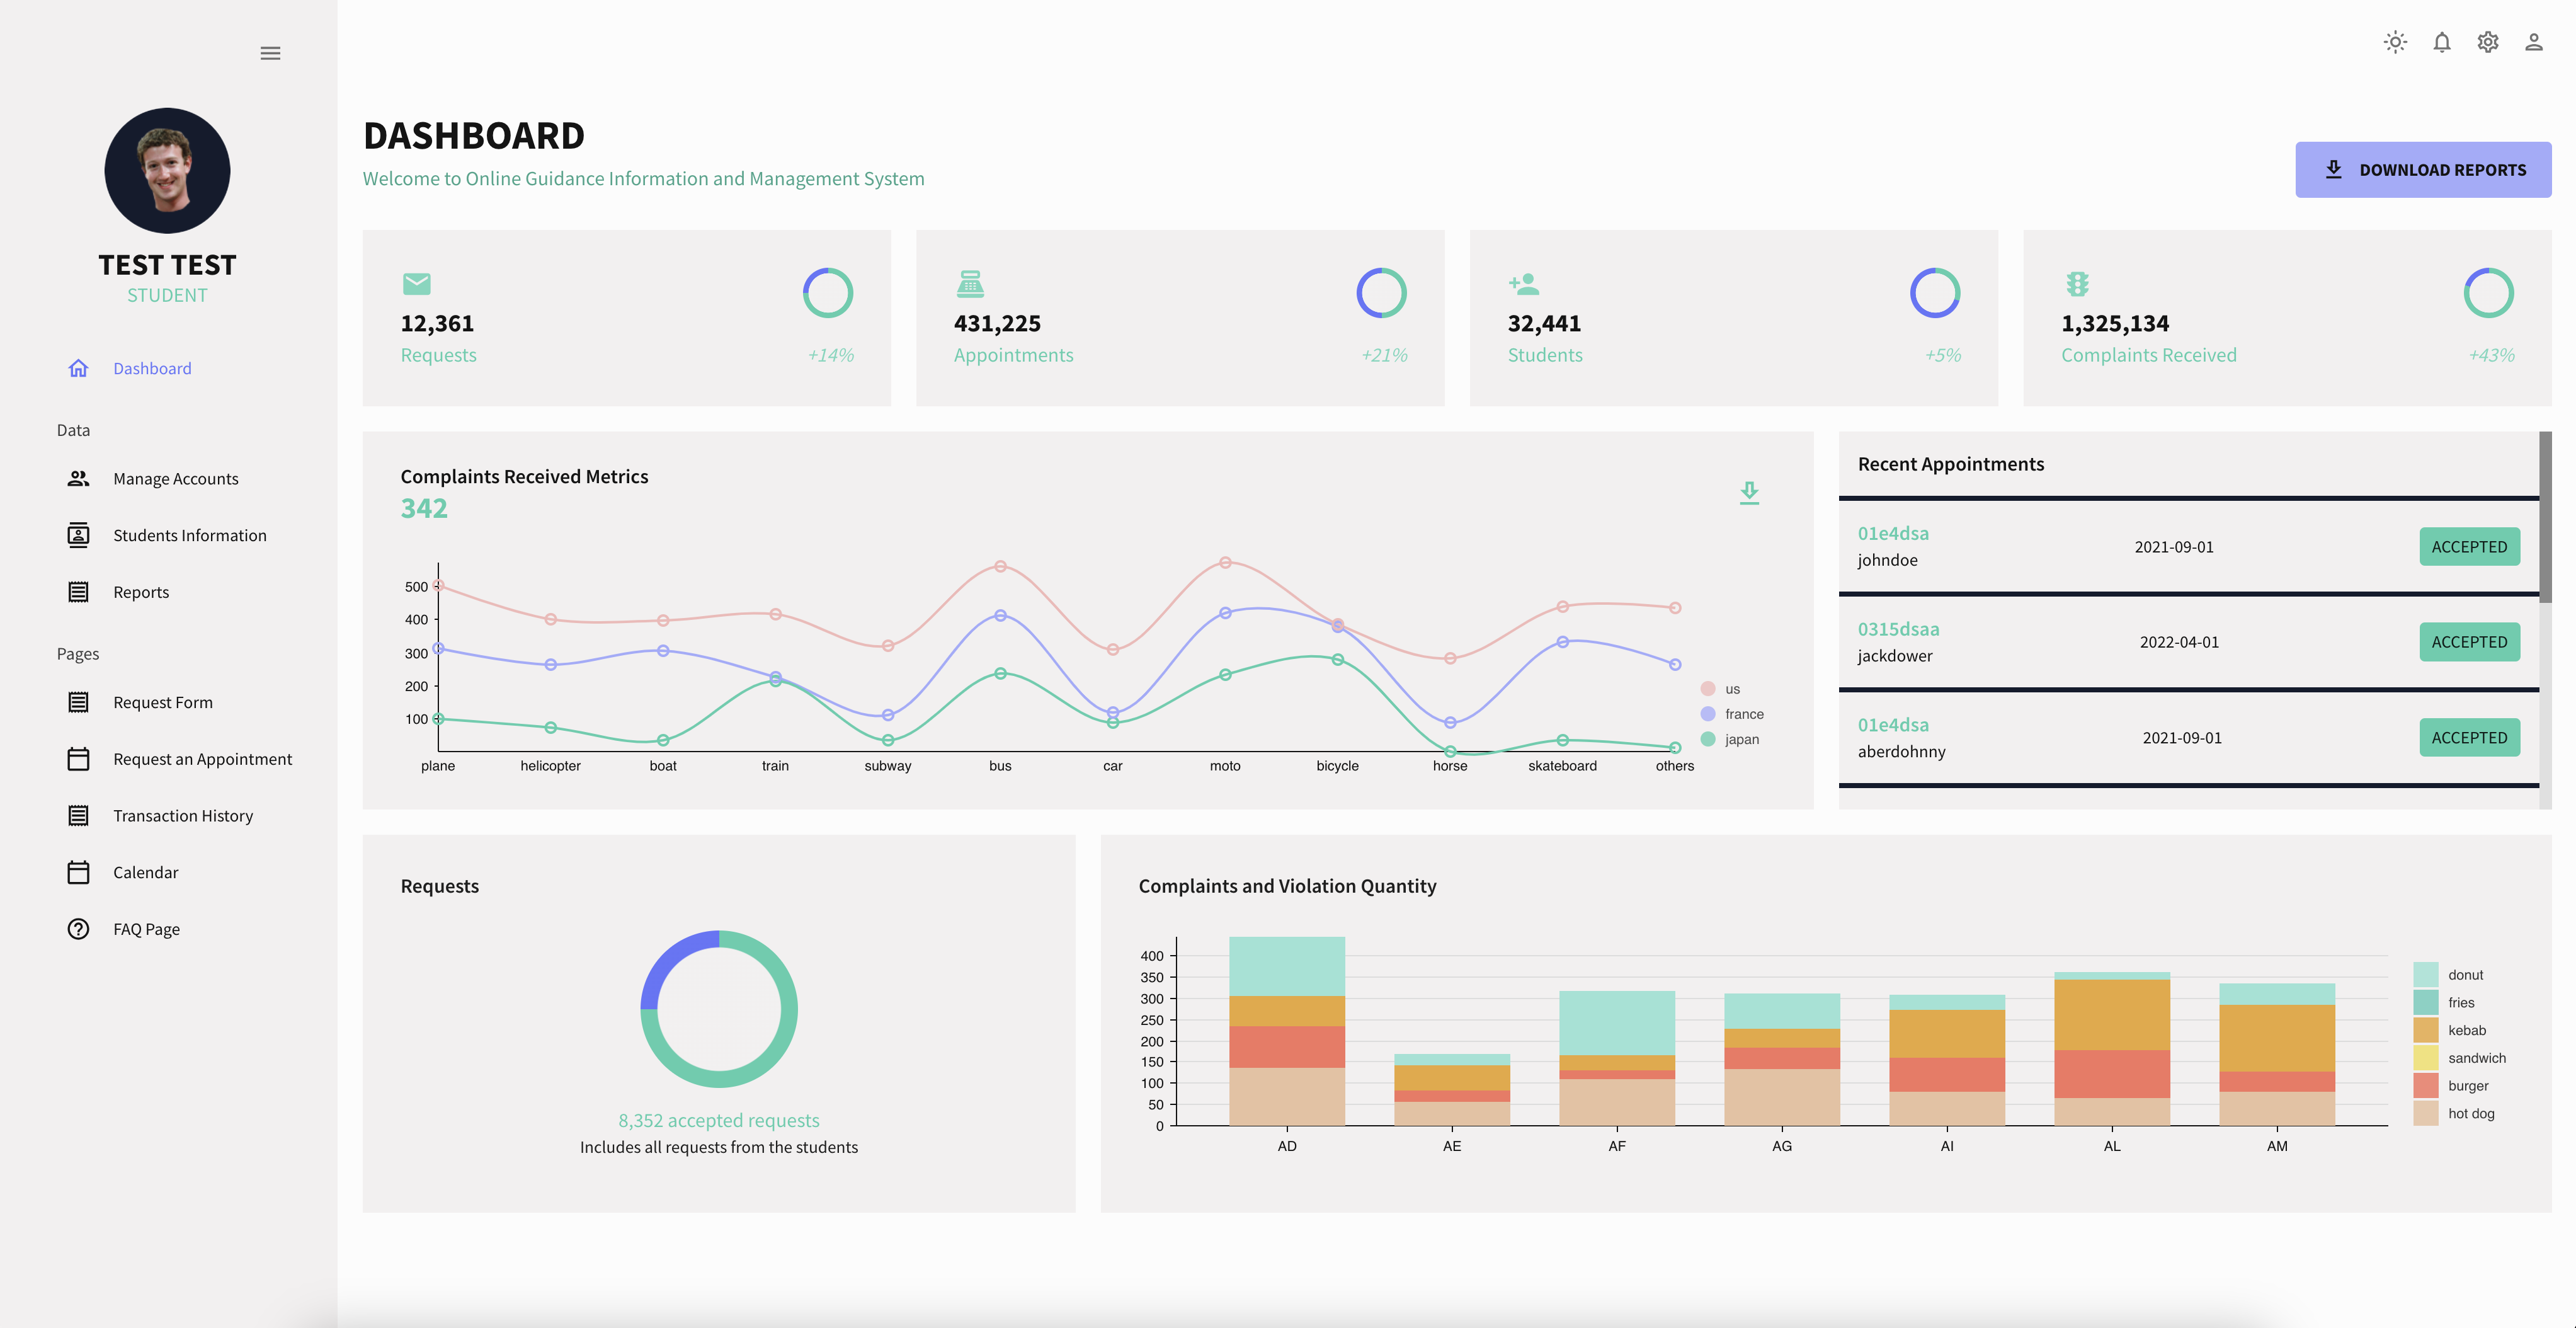 TEST TEST
STUDENT
Dashboard
Data
Manage Accounts
Students Information
Reports
Pages
Request Form
Request an Appointment
Transaction History
Calendar
FAQ Page
DASHBOARD
Welcome to Online Guidance Information and Management System
DOWNLOAD REPORTS
12,361
Requests
+14%
431,225
Appointments
+21%
32,441
Students
+5%
1,325,134
Complaints Received
+43%
Complaints Received Metrics
342
500
400
300
200
100
plane helicopter boat train subway bus car moto bicycle horse skateboard others
us
france
japan
Recent Appointments
01e4dsa
johndoe
2021-09-01
ACCEPTED
0315dsaa
jackdower
2022-04-01
ACCEPTED
01e4dsa
aberdohnny
2021-09-01
ACCEPTED
Requests
8,352 accepted requests
Includes all requests from the students
Complaints and Violation Quantity
400
350
300
250
200
150
100
50
0
AD AE AF AG AI AL AM
donut
fries
kebab
sandwich
burger
hot dog